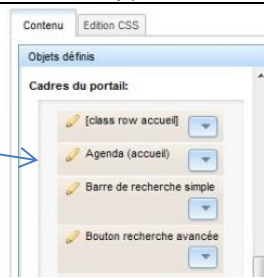 Contenu
Edition CSS
Objets définis
Cadres du portail:
[class row accueil]
Agenda (accueil)
Barre de recherche simple
Bouton recherche avancée